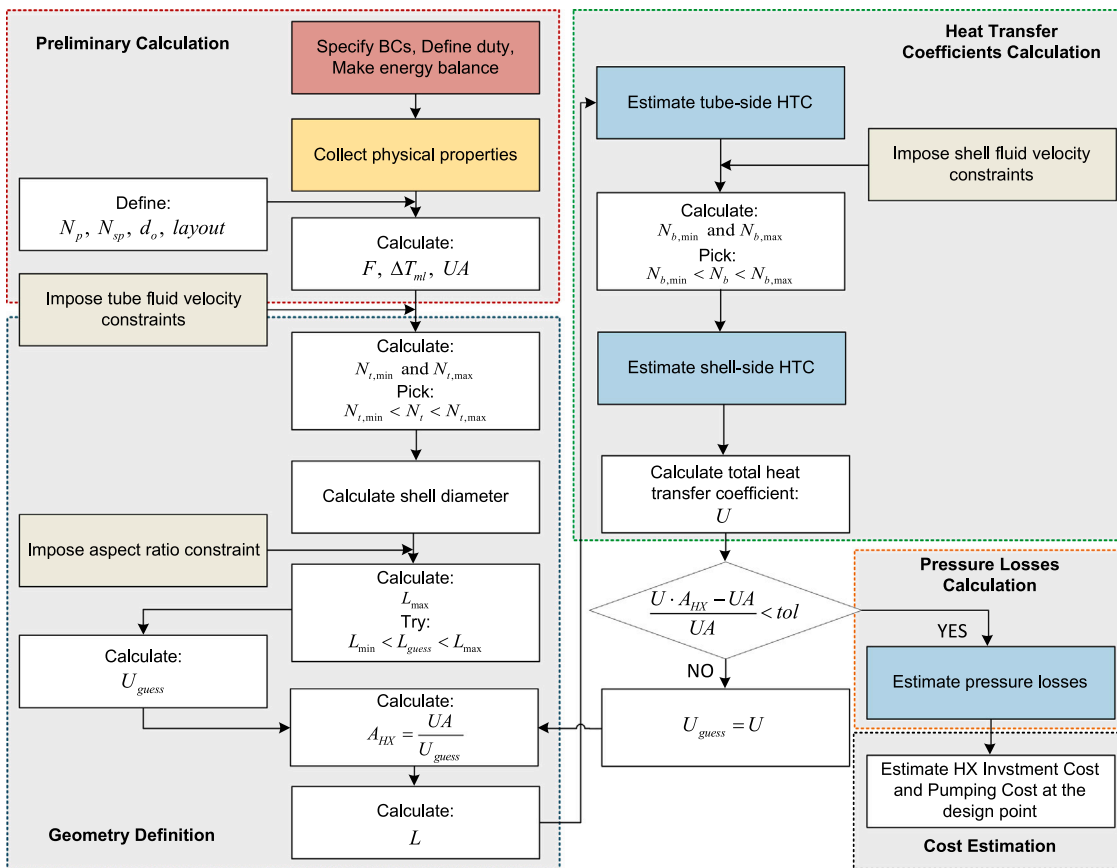 Preliminary Calculation
Specify BCs, Define duty,
Make energy balance
Collect physical properties
Define:
N_p, N_sp, d_o, layout
Calculate:
F, ΔT_ml, UA
Impose tube fluid velocity
constraints
Calculate:
N_t,min and N_t,max
Pick:
N_t,min < N_t < N_t,max
Calculate shell diameter
Impose aspect ratio constraint
Calculate:
L_max
Try:
L_min < L_guess < L_max
Calculate:
U_guess
Calculate:
A_HX = UA / U_guess
Calculate:
L
Geometry Definition
Heat Transfer
Coefficients Calculation
Estimate tube-side HTC
Impose shell fluid velocity
constraints
Calculate:
N_b,min and N_b,max
Pick:
N_b,min < N_b < N_b,max
Estimate shell-side HTC
Calculate total heat
transfer coefficient:
U
(U · A_HX − UA) / UA < tol
YES
NO
U_guess = U
Pressure Losses
Calculation
Estimate pressure losses
Estimate HX Invstment Cost
and Pumping Cost at the
design point
Cost Estimation